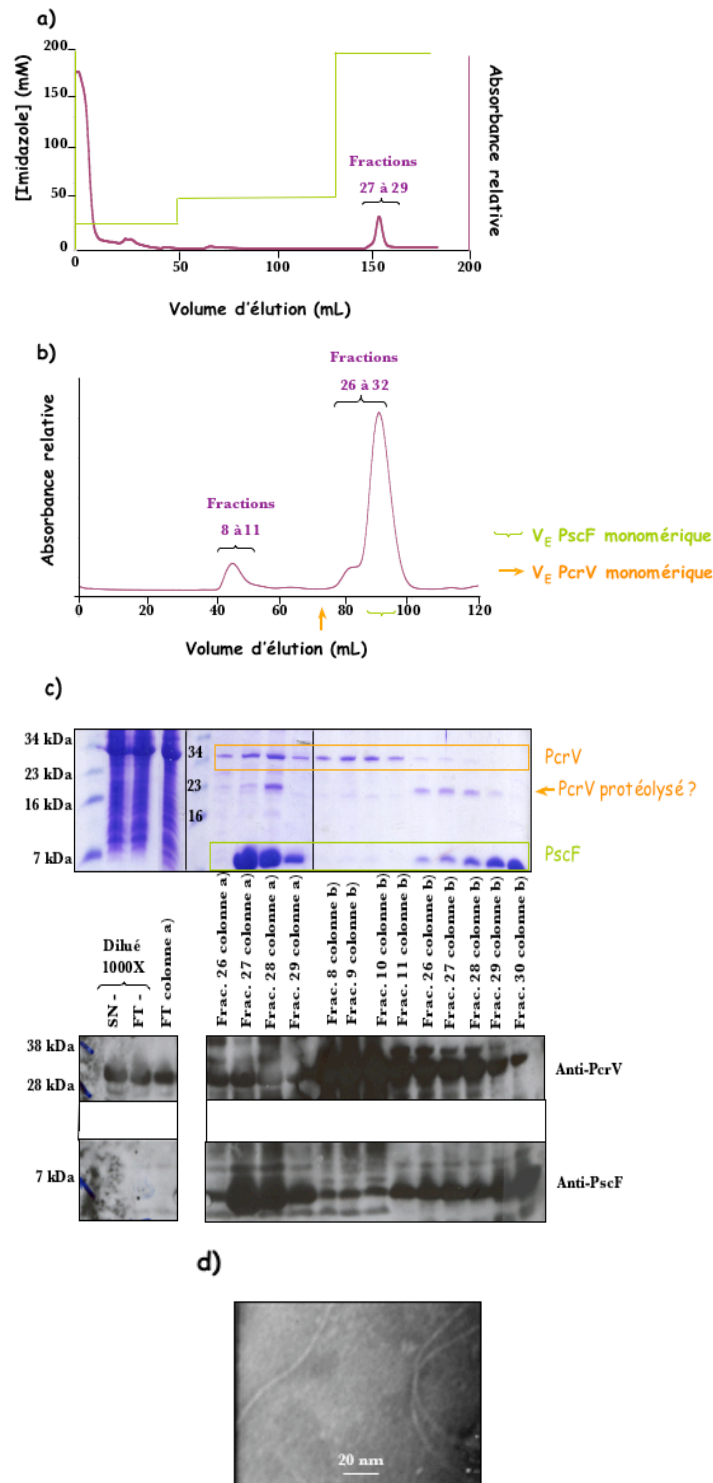 a)
200
150
100
50
0
[Imidazole] (mM)
Absorbance relative
Fractions
27 à 29
0
50
100
150
200
Volume d'élution (mL)
b)
Fractions
26 à 32
Absorbance relative
Fractions
8 à 11
V_E PscF monomérique
V_E PcrV monomérique
0
20
40
60
80
100
120
Volume d'élution (mL)
c)
34 kDa
23 kDa
16 kDa
7 kDa
34
23
16
PcrV
PcrV protéolysé ?
PscF
Dilué
1000X
SN -
FT -
FT colonne a)
Frac. 26 colonne a)
Frac. 27 colonne a)
Frac. 28 colonne a)
Frac. 29 colonne a)
Frac. 8 colonne b)
Frac. 9 colonne b)
Frac. 10 colonne b)
Frac. 11 colonne b)
Frac. 26 colonne b)
Frac. 27 colonne b)
Frac. 28 colonne b)
Frac. 29 colonne b)
Frac. 30 colonne b)
38 kDa
28 kDa
Anti-PcrV
7 kDa
Anti-PscF
d)
20 nm